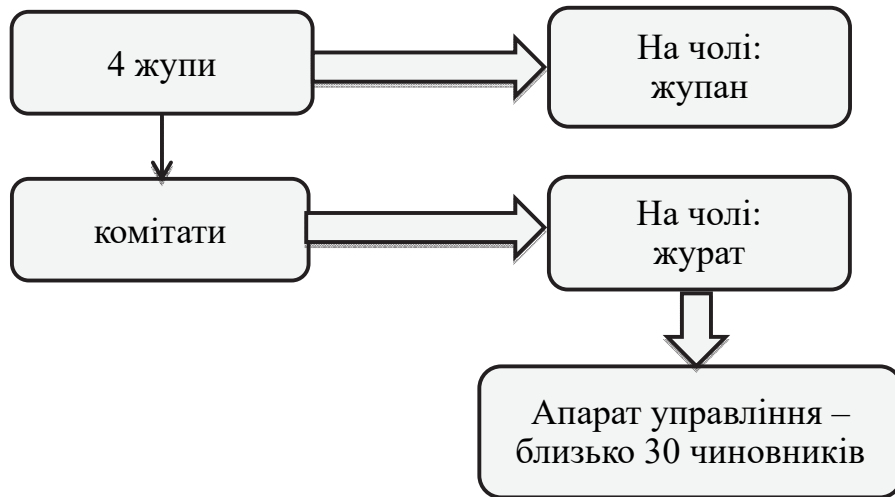 4 жупи
На чолі:
жупан
комітати
На чолі:
журат
Апарат управління –
близько 30 чиновників